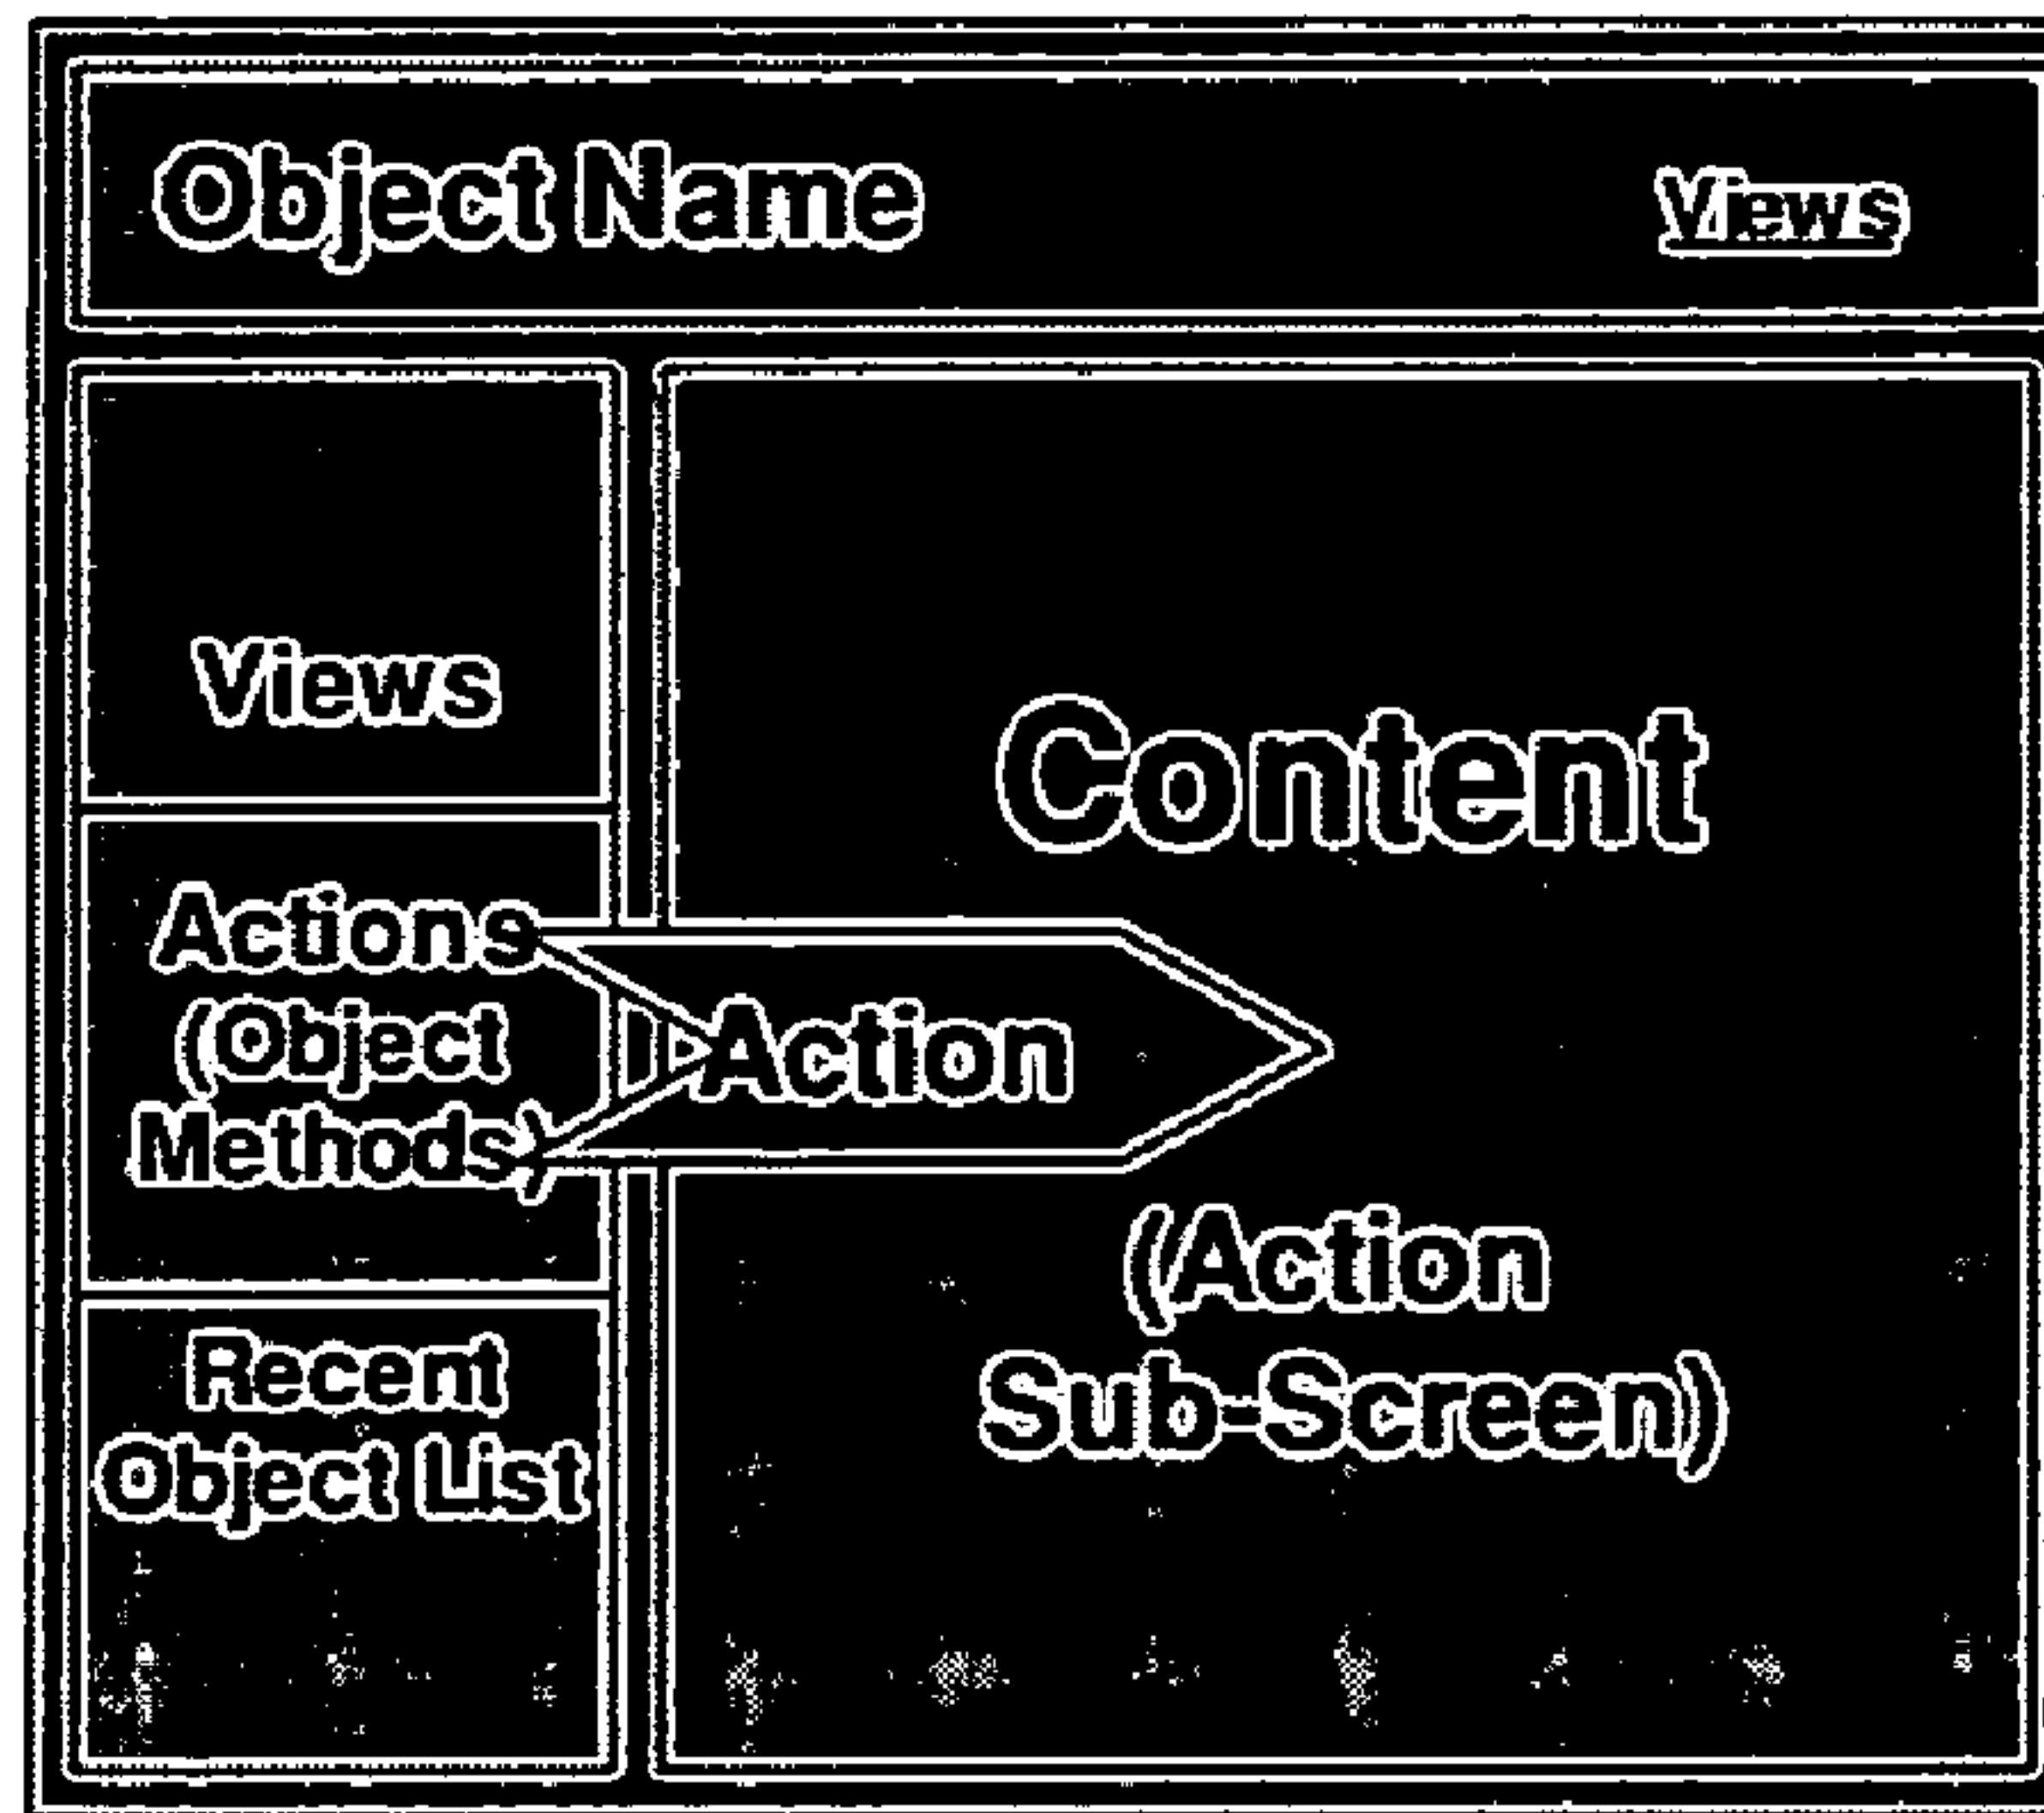 Object Name
Views
Views
Actions
(Object
Methods)
Recent
Object List
Content
Action
(Action
Sub-Screen)